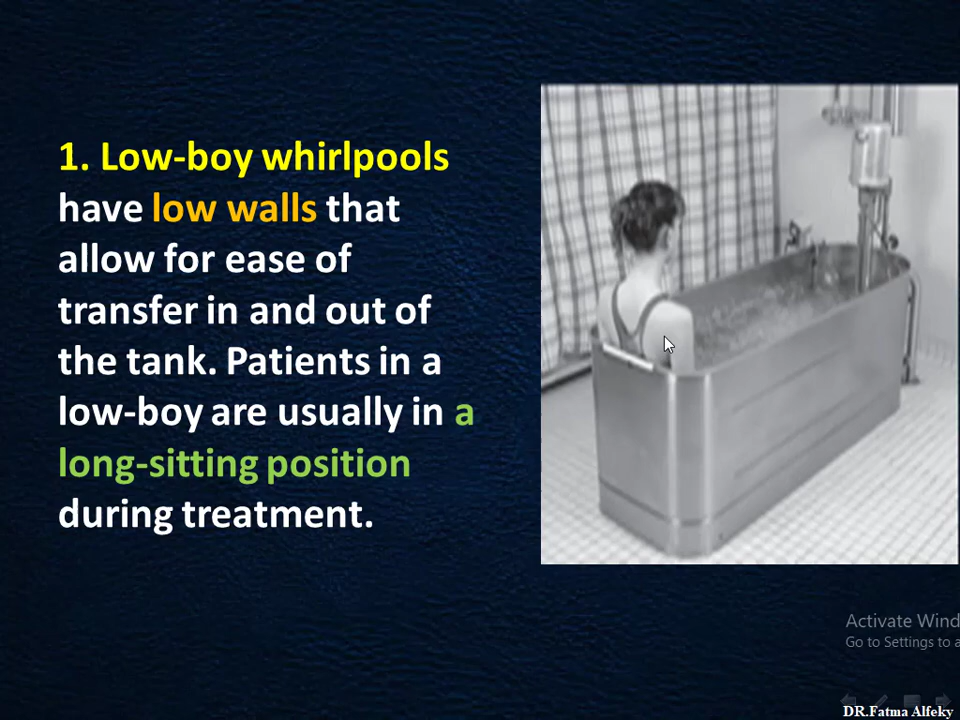 1. Low-boy whirlpools
have low walls that
allow for ease of
transfer in and out of
the tank. Patients in a
low-boy are usually in a
long-sitting position
during treatment.
Activate Wind
Go to Settings to a
DR.Fatma Alfeky